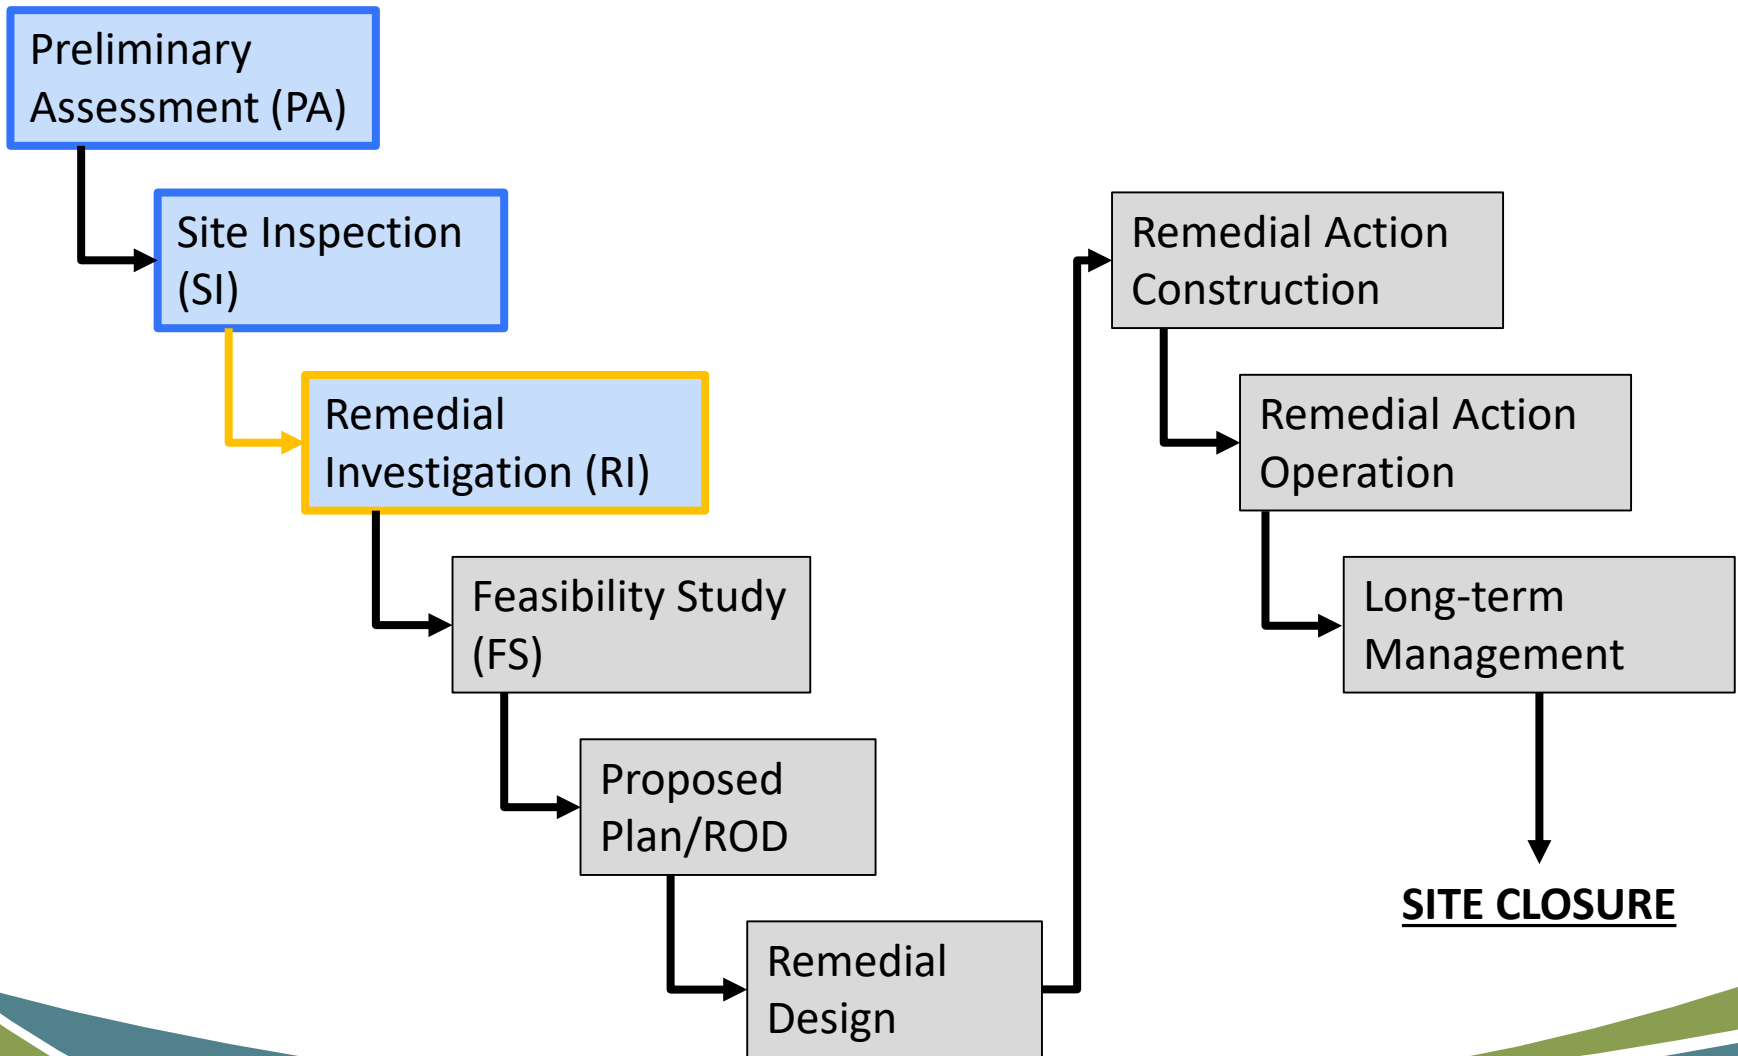 Preliminary
Assessment (PA)
Site Inspection
(SI)
Remedial
Investigation (RI)
Feasibility Study
(FS)
Proposed
Plan/ROD
Remedial
Design
Remedial Action
Construction
Remedial Action
Operation
Long-term
Management
SITE CLOSURE